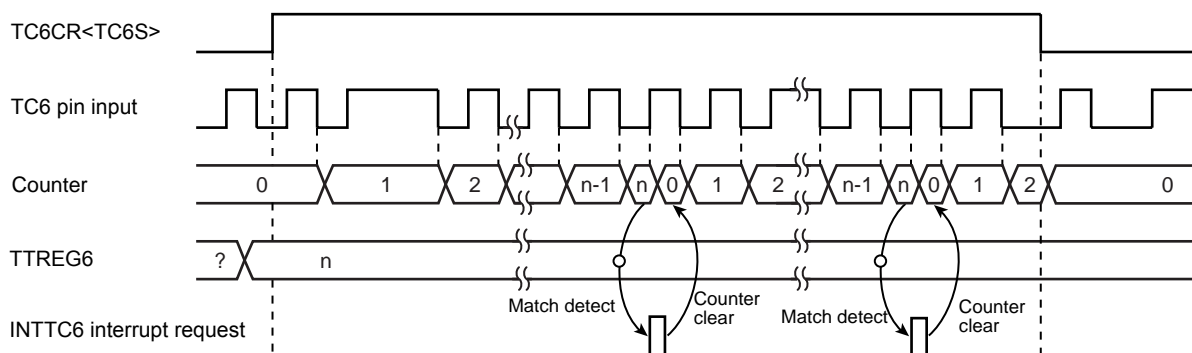 TC6CR<TC6S>
TC6 pin input
Counter 0 1 2 n-1 n 0 1 2 n-1 n 0 1 2 0
TTREG6 ? n
Match detect Counter clear Match detect Counter clear
INTTC6 interrupt request